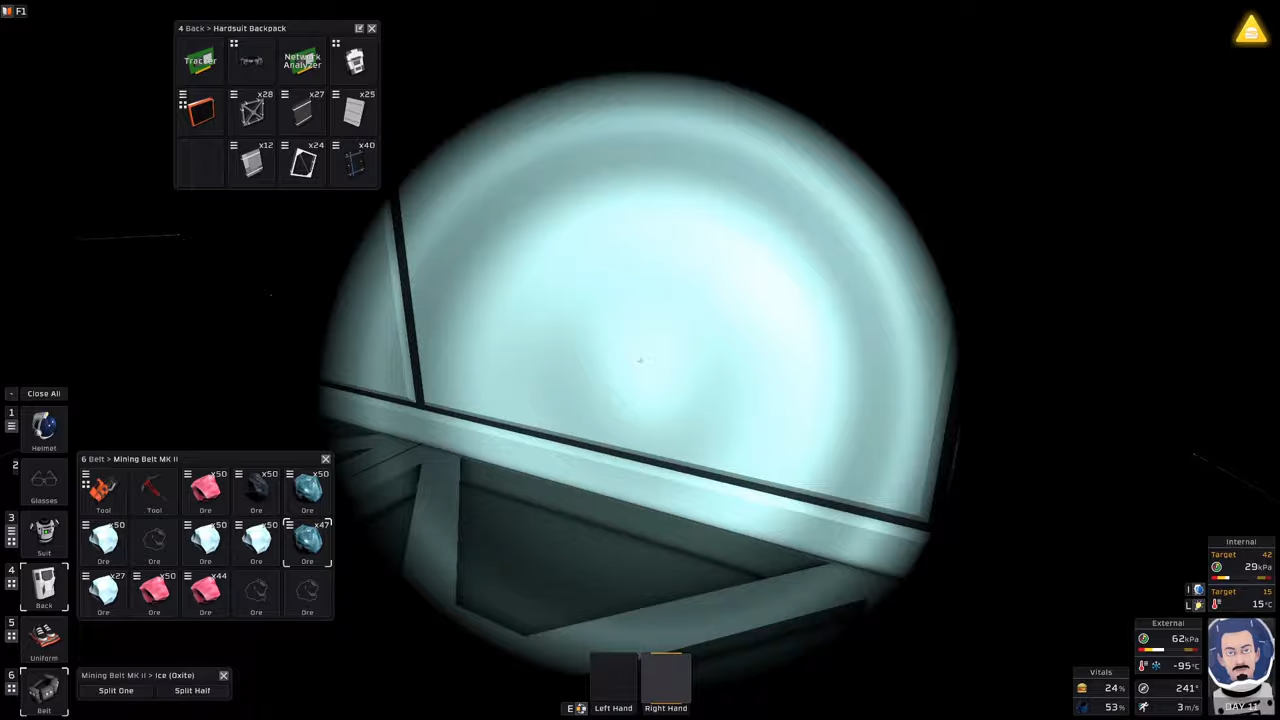 F1
4 Back > Hardsuit Backpack
Tracker
Network Analyzer
x28
x27
x25
x12
x24
x40
- Close All
1
Helmet
2
Glasses
3
Suit
4
Back
5
Uniform
6
Belt
6 Belt > Mining Belt MK II
x50
x50
x50
Tool
Tool
Ore
Ore
Ore
x50
x50
x50
x47
Ore
Ore
Ore
Ore
Ore
x27
x50
x44
Ore
Ore
Ore
Ore
Ore
Mining Belt MK II > Ice (Oxite)
Split One
Split Half
E
Left Hand
Right Hand
Internal
Target 42
29kPa
Target 15
15°C
I
L
External
62kPa
-95°C
Vitals
24%
53%
241°
3m/s
DAY 11